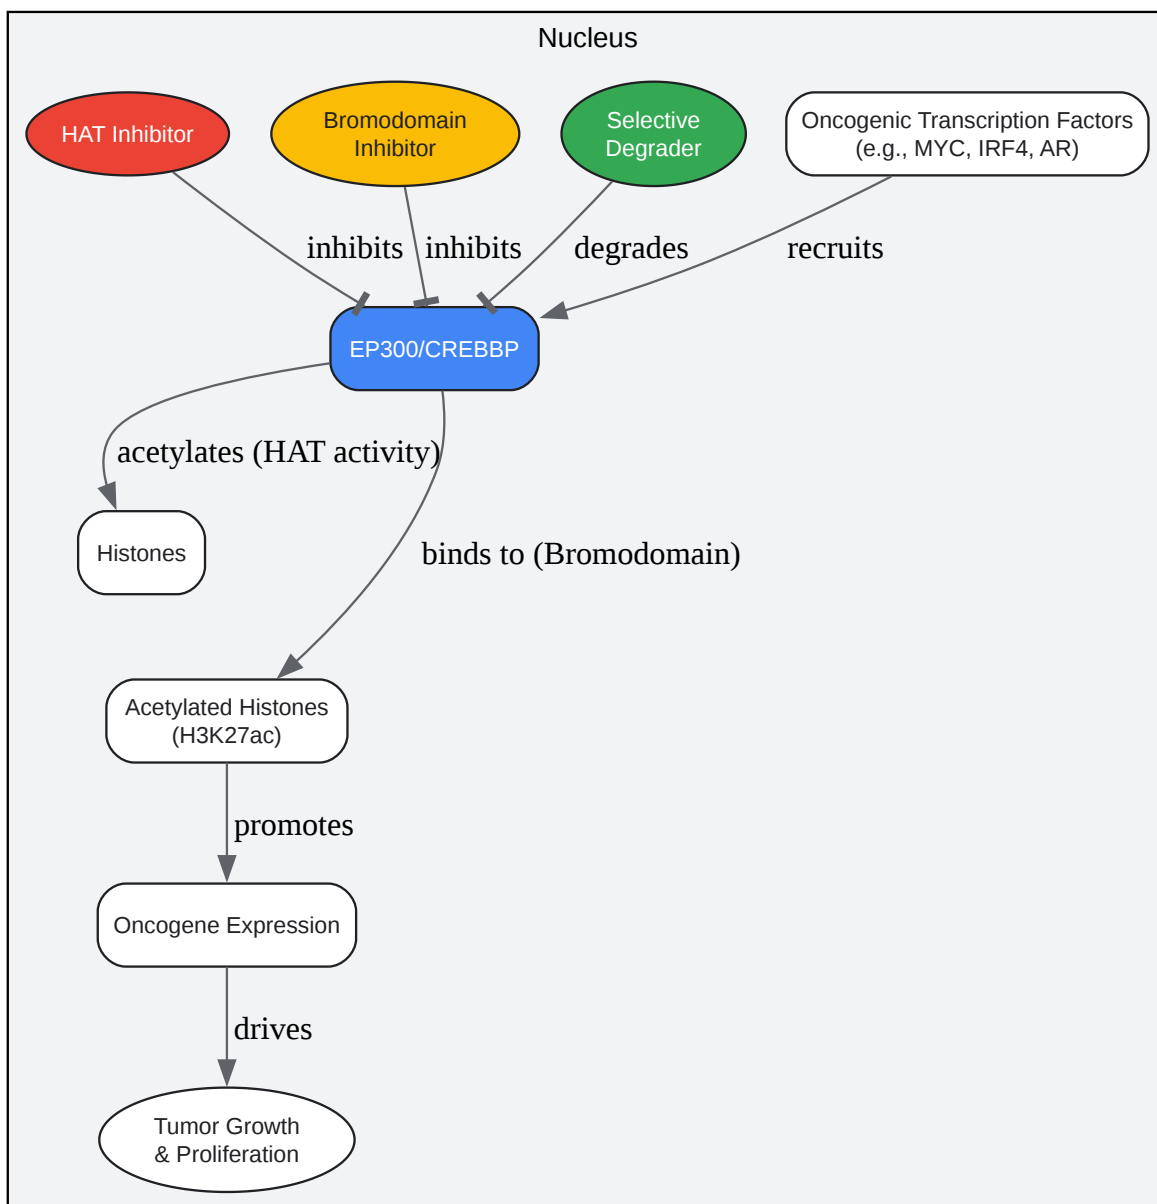 Nucleus
HAT Inhibitor
Bromodomain
Inhibitor
Selective
Degrader
Oncogenic Transcription Factors
(e.g., MYC, IRF4, AR)
inhibits
inhibits
degrades
recruits
EP300/CREBBP
acetylates (HAT activity)
Histones
binds to (Bromodomain)
Acetylated Histones
(H3K27ac)
promotes
Oncogene Expression
drives
Tumor Growth
& Proliferation